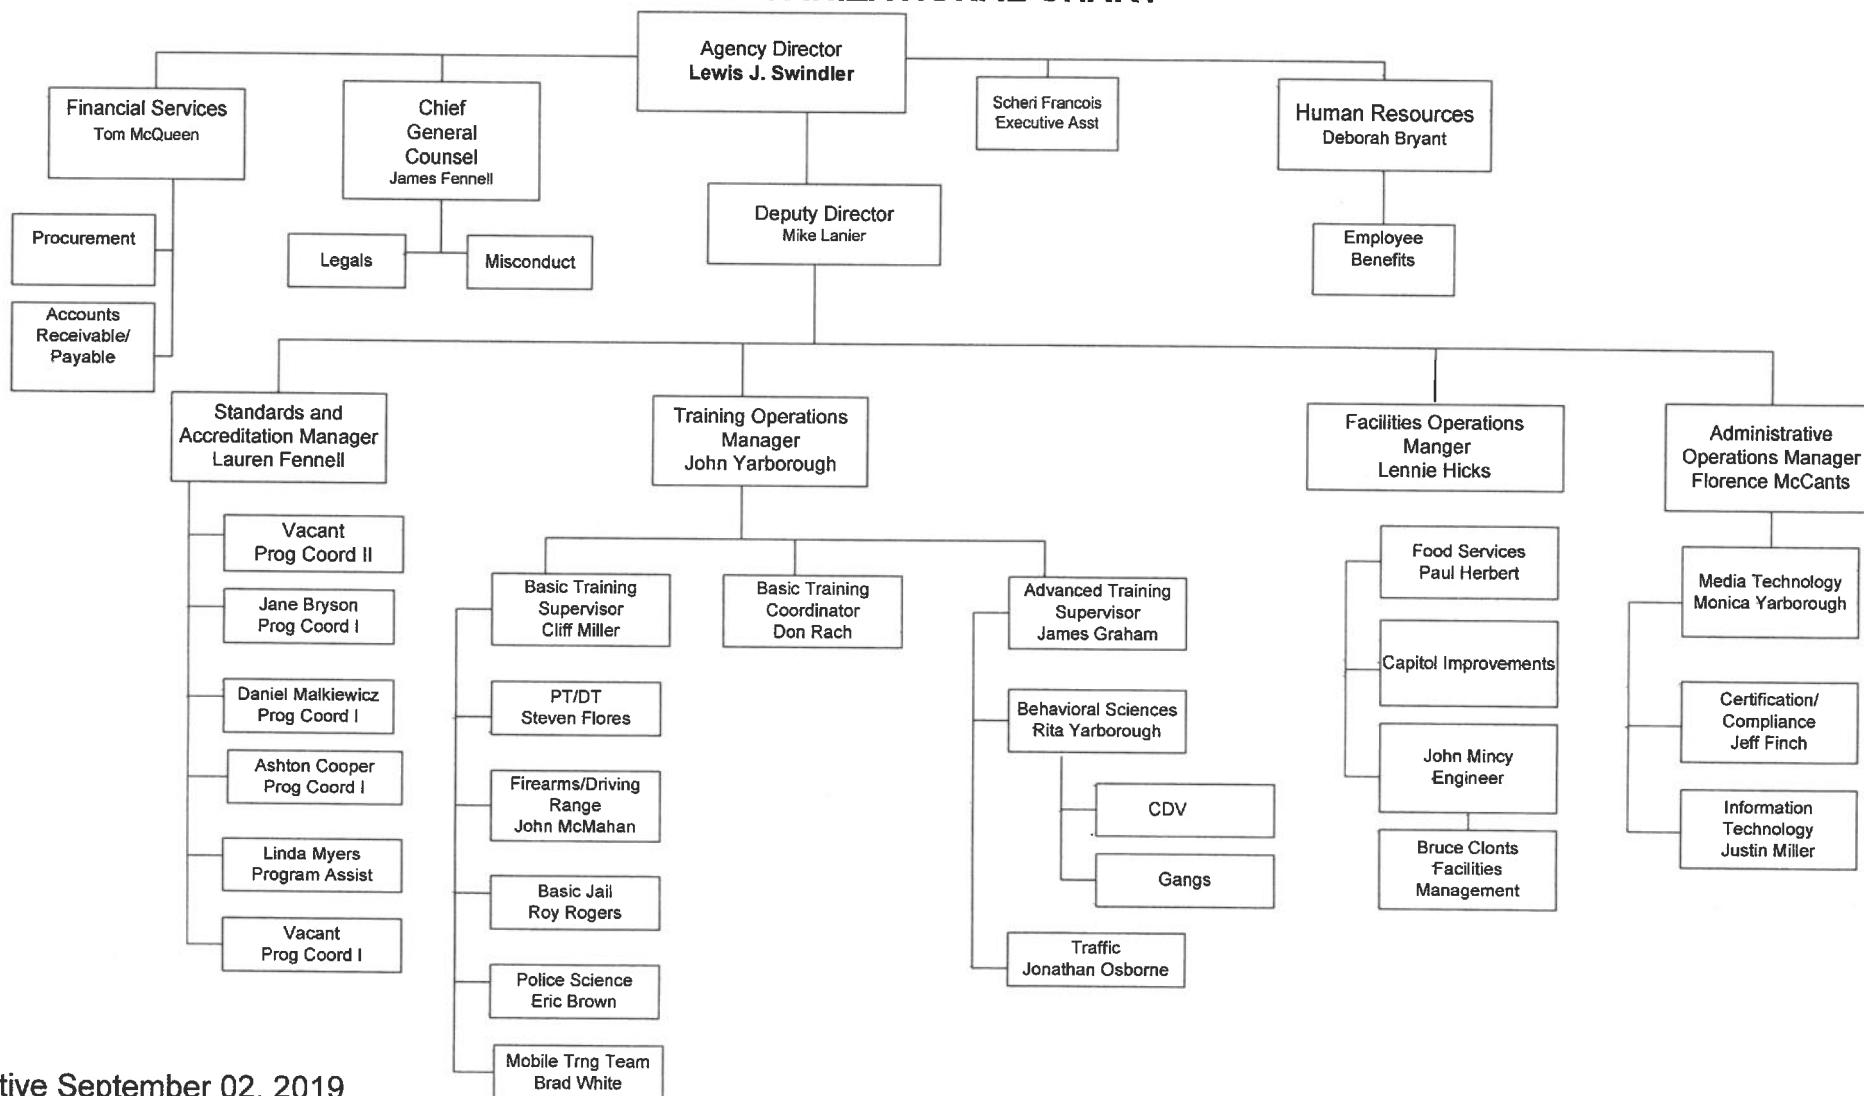 Agency Director
Lewis J. Swindler
Financial Services
Tom McQueen
Chief
General
Counsel
James Fennell
Scheri Francois
Executive Asst
Human Resources
Deborah Bryant
Procurement
Accounts
Receivable/
Payable
Legals
Misconduct
Deputy Director
Mike Lanier
Employee
Benefits
Standards and
Accreditation Manager
Lauren Fennell
Training Operations
Manager
John Yarborough
Facilities Operations
Manger
Lennie Hicks
Administrative
Operations Manager
Florence McCants
Vacant
Prog Coord II
Jane Bryson
Prog Coord I
Daniel Malkiewicz
Prog Coord I
Ashton Cooper
Prog Coord I
Linda Myers
Program Assist
Vacant
Prog Coord I
Basic Training
Supervisor
Cliff Miller
PT/DT
Steven Flores
Firearms/Driving
Range
John McMahan
Basic Jail
Roy Rogers
Police Science
Eric Brown
Mobile Trng Team
Brad White
Basic Training
Coordinator
Don Rach
Advanced Training
Supervisor
James Graham
Behavioral Sciences
Rita Yarborough
CDV
Gangs
Traffic
Jonathan Osborne
Food Services
Paul Herbert
Capitol Improvements
John Mincy
Engineer
Bruce Clonts
Facilities
Management
Media Technology
Monica Yarborough
Certification/
Compliance
Jeff Finch
Information
Technology
Justin Miller
tive September 02, 2019